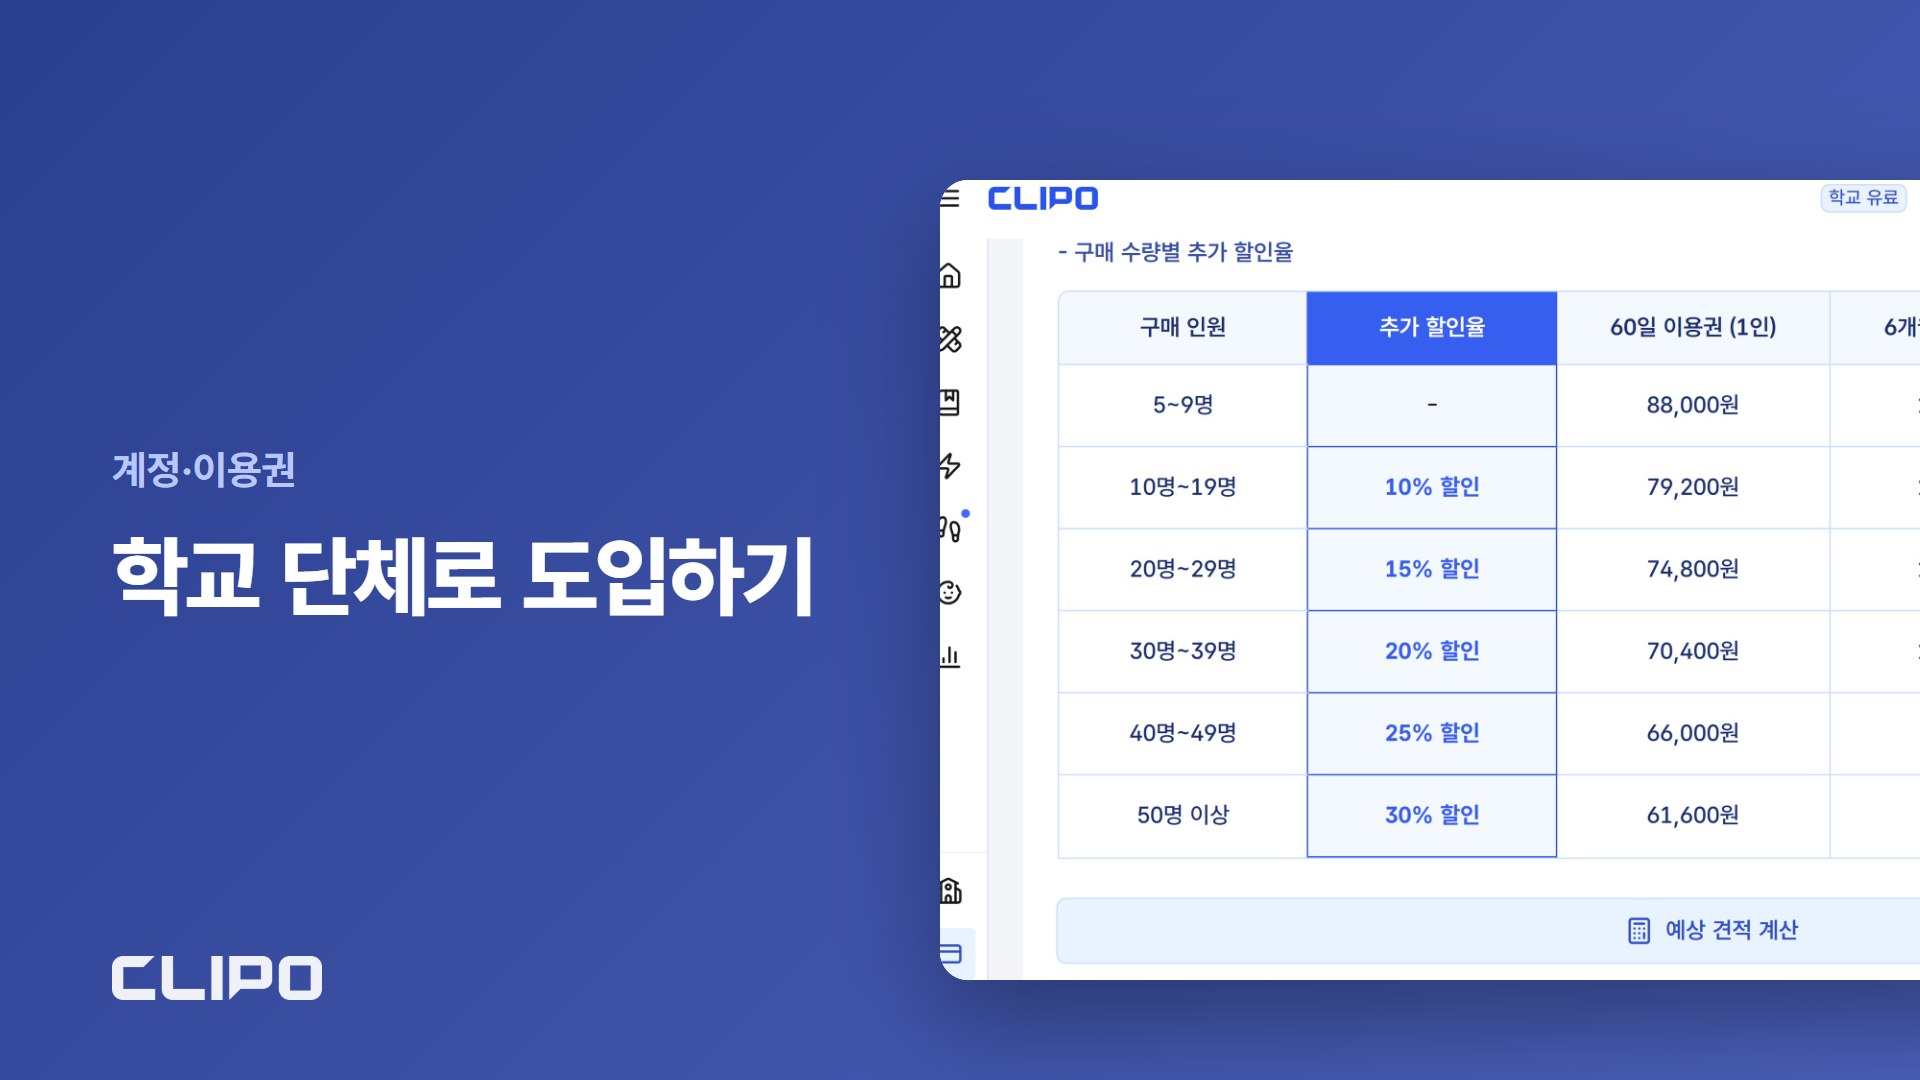 계정·이용권
학교 단체로 도입하기
CLIPO
CLIPO
학교 유료
- 구매 수량별 추가 할인율
구매 인원 추가 할인율 60일 이용권 (1인)
5~9명 - 88,000원
10명~19명 10% 할인 79,200원
20명~29명 15% 할인 74,800원
30명~39명 20% 할인 70,400원
40명~49명 25% 할인 66,000원
50명 이상 30% 할인 61,600원
예상 견적 계산